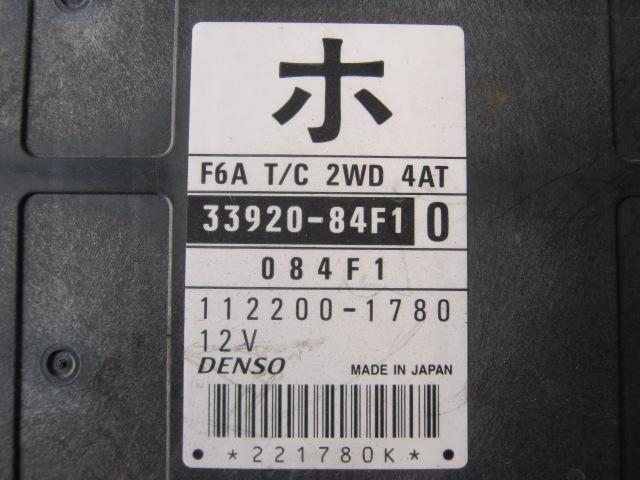 ホ
F6A T/C 2WD 4AT
33920-84F1 0
084F1
112200-1780
12V
DENSO MADE IN JAPAN
*221780K*